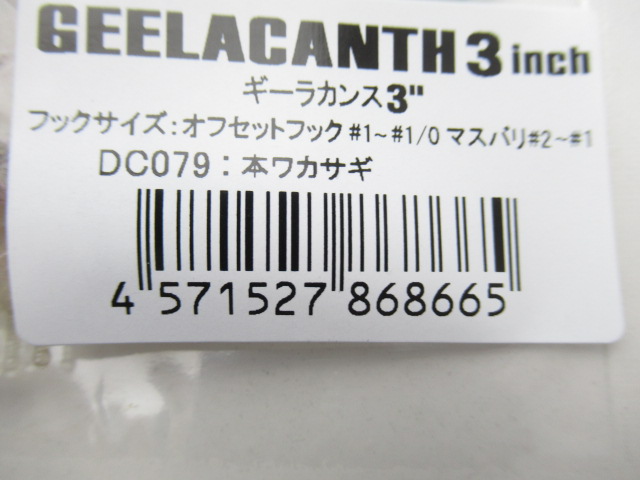 GEELACANTH 3 inch
ギーラカンス3"
フックサイズ:オフセットフック #1~#1/0 マスバリ#2~#1
DC079:本ワカサギ
4 571527 868665